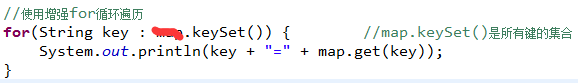 //使用增强for循环遍历
for(String key : map.keySet()) {          //map.keySet()是所有键的集合
    System.out.println(key + "=" + map.get(key));
}